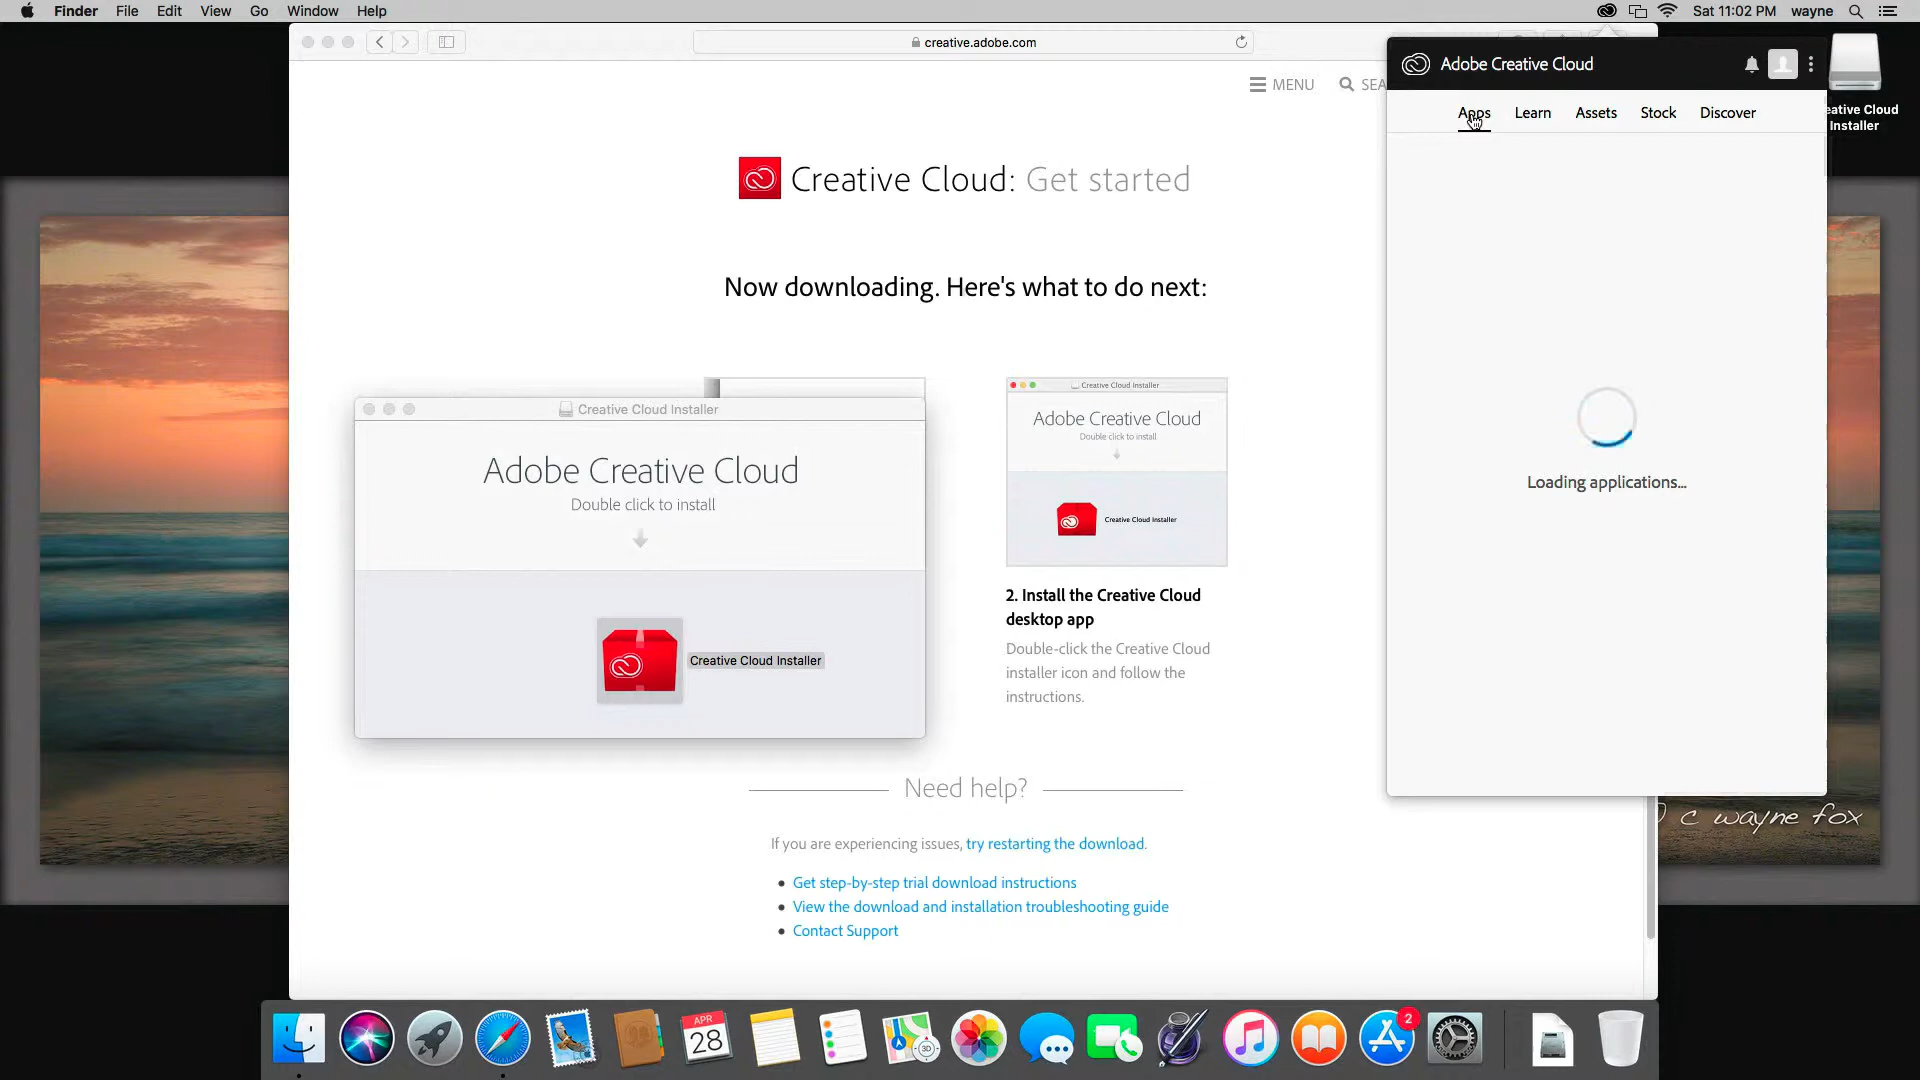 Finder File Edit View Go Window Help
Sat 11:02 PM wayne
creative.adobe.com
MENU SEA
Adobe Creative Cloud
Apps Learn Assets Stock Discover
eative Cloud
Installer
Creative Cloud: Get started
Now downloading. Here's what to do next:
Creative Cloud Installer
Adobe Creative Cloud
Double click to install
Creative Cloud Installer
Creative Cloud Installer
Adobe Creative Cloud
Double click to install
Creative Cloud Installer
2. Install the Creative Cloud
desktop app
Double-click the Creative Cloud
installer icon and follow the
instructions.
Loading applications...
Need help?
If you are experiencing issues, try restarting the download.
Get step-by-step trial download instructions
View the download and installation troubleshooting guide
Contact Support
c wayne fox
APR
28
3D
2